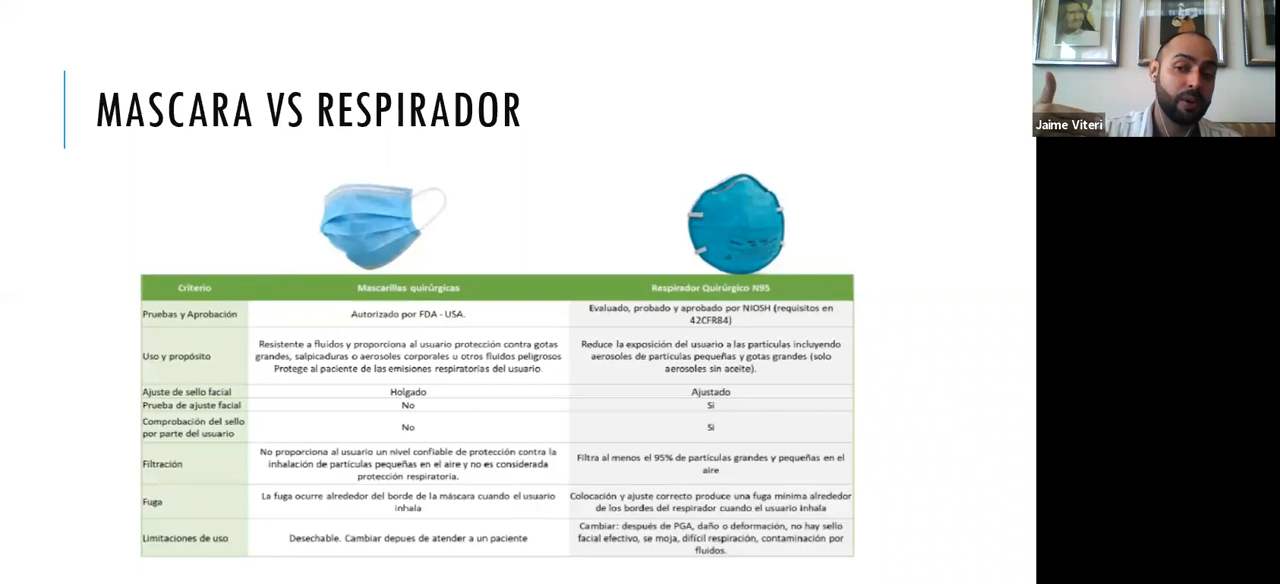 MASCARA VS RESPIRADOR
Jaime Viteri
Criterio
Mascarillas quirúrgicas
Respirador Quirúrgico N95
Pruebas y Aprobación
Autorizado por FDA - USA.
Evaluado, probado y aprobado por NIOSH (requisitos en
42CFR84)
Uso y propósito
Resistente a fluidos y proporciona al usuario protección contra gotas
grandes, salpicaduras o aerosoles corporales u otros fluidos peligrosos
Protege al paciente de las emisiones respiratorias del usuario.
Reduce la exposición del usuario a las particulas incluyendo
aerosoles de particulas pequeñas y gotas grandes (solo
aerosoles sin aceite).
Ajuste de sello facial
Holgado
Ajustado
Prueba de ajuste facial
No
Si
Comprobación del sello
por parte del usuario
No
Si
Filtración
No proporciona al usuario un nivel confiable de protección contra la
inhalación de partículas pequeñas en el aire y no es considerada
protección respiratoria.
Filtra al menos el 95% de partículas grandes y pequeñas en el
aire
Fuga
La fuga ocurre alrededor del borde de la máscara cuando el usuario
inhala
Colocación y ajuste correcto produce una fuga mínima alrededor
de los bordes del respirador cuando el usuario inhala
Limitaciones de uso
Desechable. Cambiar depues de atender a un paciente
Cambiar: después de PGA, daño o deformación, no hay sello
facial efectivo, se moja, difícil respiración, contaminación por
fluidos.